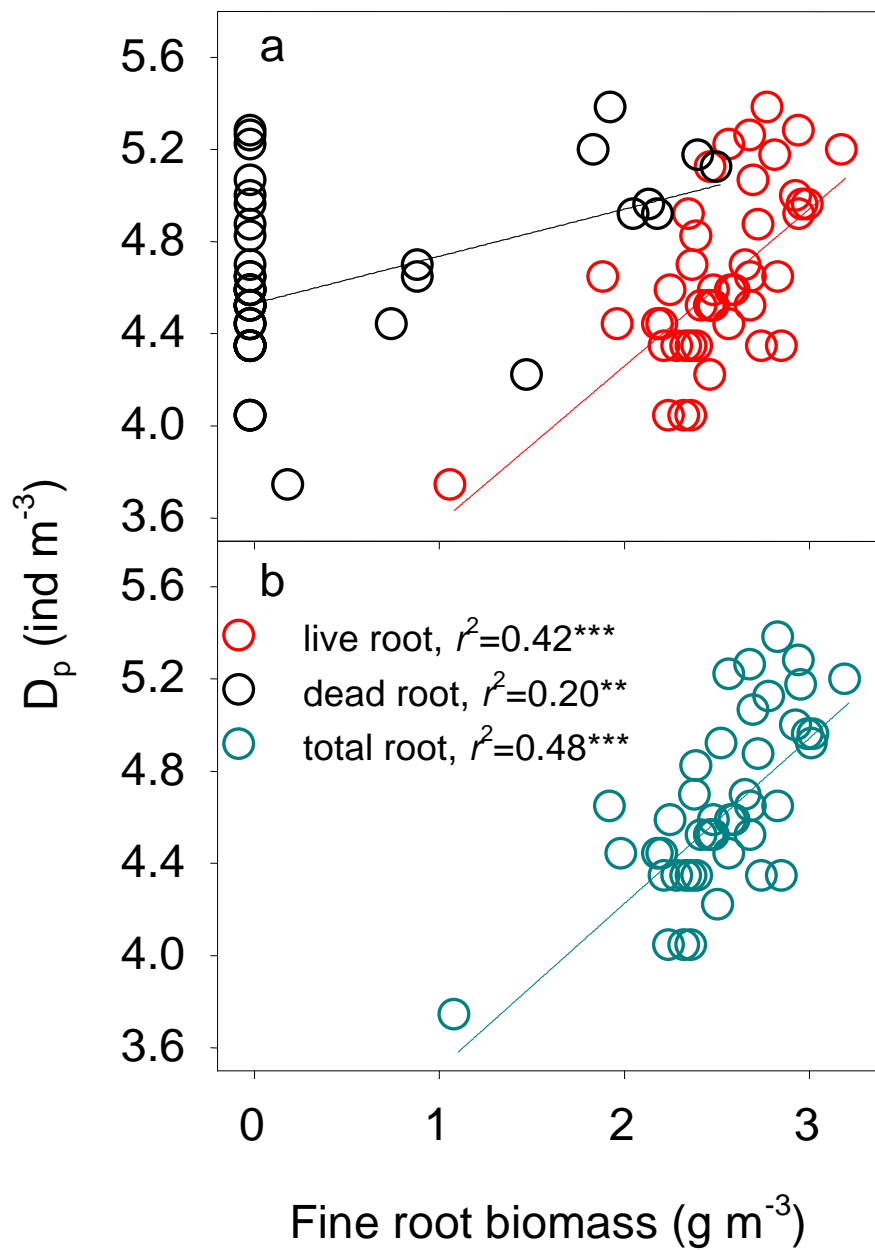 a
5.6
5.2
4.8
4.4
4.0
3.6
D_p (ind m^-3)
b
5.6
5.2
4.8
4.4
4.0
3.6
live root, r^2=0.42***
dead root, r^2=0.20**
total root, r^2=0.48***
0 1 2 3
Fine root biomass (g m^-3)